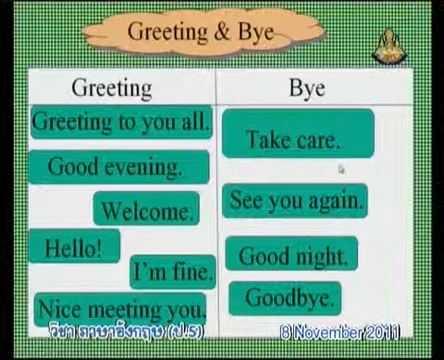 Greeting & Bye
Greeting
Bye
Greeting to you all.
Good evening.
Welcome.
Hello!
I'm fine.
Nice meeting you.
Take care.
See you again.
Good night.
Goodbye.
วิชา ภาษาอังกฤษ (ป.5)
8 November 2011